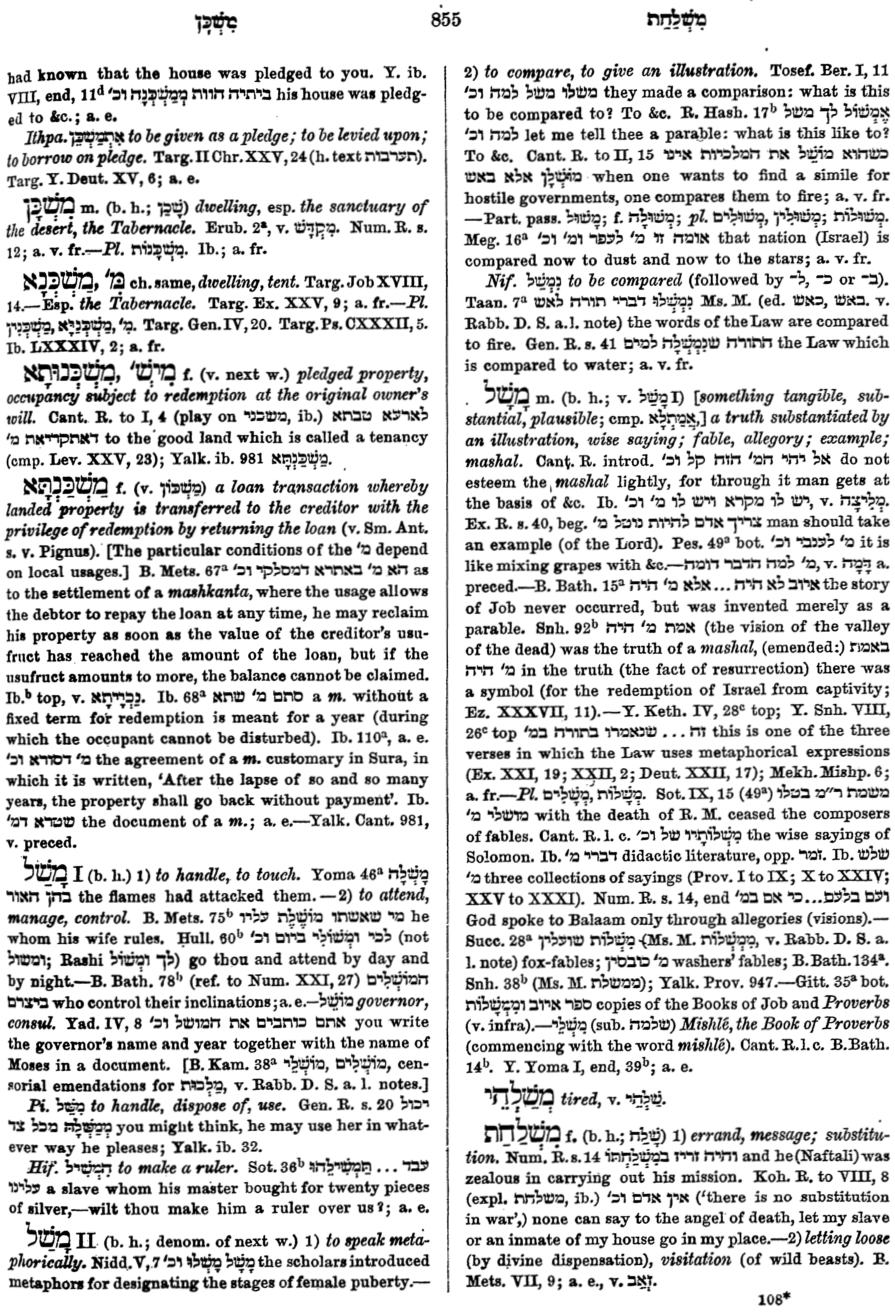 מִשְׁכָּן
855
מִשְׁלַחַת
had known that the house was pledged to you. Y. ib.
VIII, end, 11ᵈ ביתיה הוות מְמַשְׁכְּנָה וכ׳ his house was pledg-
ed to &c.; a. e.
Ithpa. אִתְמַשְׁכֵּן to be given as a pledge; to be levied upon;
to borrow on pledge. Targ. II Chr. XXV, 24 (h. text תערבות).
Targ. Y. Deut. XV, 6; a. e.
מִשְׁכָּן m. (b. h.; שָׁכַן) dwelling, esp. the sanctuary of
the desert, the Tabernacle. Erub. 2ᵃ, v. מִקְדָּשׁ. Num. R. s.
12; a. v. fr.—Pl. מִשְׁכָּנוֹת. Ib.; a. fr.
מַשְׁכְּנָא, מִ׳ ch. same, dwelling, tent. Targ. Job XVIII,
14.—Esp. the Tabernacle. Targ. Ex. XXV, 9; a. fr.—Pl.
מַשְׁכְּנִין, מַשְׁכְּנַיָּא, מִ׳. Targ. Gen. IV, 20. Targ. Ps. CXXXII, 5.
Ib. LXXXIV, 2; a. fr.
מַשְׁכְּנוּתָא, מִישְׁ׳ f. (v. next w.) pledged property,
occupancy subject to redemption at the original owner's
will. Cant. R. to I, 4 (play on משכני, ib.) לארעא טבתא
דאתקריאת מ׳ to the good land which is called a tenancy
(cmp. Lev. XXV, 23); Yalk. ib. 981 מַשְׁכַּנְתָּא.
מַשְׁכַּנְתָּא f. (v. מַשְׁכּוֹן) a loan transaction whereby
landed property is transferred to the creditor with the
privilege of redemption by returning the loan (v. Sm. Ant.
s. v. Pignus). [The particular conditions of the מ׳ depend
on local usages.] B. Mets. 67ᵃ הא מ׳ באתרא דמסלקי וכ׳ as
to the settlement of a mashkanta, where the usage allows
the debtor to repay the loan at any time, he may reclaim
his property as soon as the value of the creditor's usu-
fruct has reached the amount of the loan, but if the
usufruct amounts to more, the balance cannot be claimed.
Ib.ᵇ top, v. נַכְיְיתָא. Ib. 68ᵃ סתם מ׳ שתא a m. without a
fixed term for redemption is meant for a year (during
which the occupant cannot be disturbed). Ib. 110ᵃ, a. e.
מ׳ דסורא וכ׳ the agreement of a m. customary in Sura, in
which it is written, 'After the lapse of so and so many
years, the property shall go back without payment'. Ib.
שטרא דמ׳ the document of a m.; a. e.—Yalk. Cant. 981,
v. preced.
מָשַׁל I (b. h.) 1) to handle, to touch. Yoma 46ᵃ מָשְׁלָה
בהן האור the flames had attacked them.—2) to attend,
manage, control. B. Mets. 75ᵇ מי שאשתו מוֹשֶׁלֶת עליו he
whom his wife rules. Ḥull. 60ᵇ לכי ומִשְׁוֹלִי ביום וכ׳ (not
ומשול; Rashi לך ומְשׁוֹל) go thou and attend by day and
by night.—B. Bath. 78ᵇ (ref. to Num. XXI, 27) המושְׁלִים
ביצרם who control their inclinations; a. e.—מוֹשֵׁל governor,
consul. Yad. IV, 8 אתם כותבים את המושל וכ׳ you write
the governor's name and year together with the name of
Moses in a document. [B. Kam. 38ᵃ מוֹשְׁלִים, מוֹשְׁלֵי, cen-
sorial emendations for מַלְכוּת, v. Rabb. D. S. a. l. notes.]
Pi. מִשֵּׁל to handle, dispose of, use. Gen. R. s. 20 יכול
מְמַשְּׁלָהּ מכל צד you might think, he may use her in what-
ever way he pleases; Yalk. ib. 32.
Hif. הִמְשִׁיל to make a ruler. Sot. 36ᵇ עבד ... תַּמְשִׁילֵהוּ
עלינו a slave whom his master bought for twenty pieces
of silver,—wilt thou make him a ruler over us?; a. e.
מָשַׁל II (b. h.; denom. of next w.) 1) to speak meta-
phorically. Nidd. V, 7 מָשָׁל מָשְׁלוּ וכ׳ the scholars introduced
metaphors for designating the stages of female puberty.—
2) to compare, to give an illustration. Tosef. Ber. I, 11
משלו משל למה וכ׳ they made a comparison: what is this
to be compared to? To &c. R. Hash. 17ᵇ אֶמְשׁוֹל לך משל
למה וכ׳ let me tell thee a parable: what is this like to?
To &c. Cant. R. to II, 15 כשהוא מוֹשֵׁל את המלכיות אינו
מוֹשְׁלָן אלא באש when one wants to find a simile for
hostile governments, one compares them to fire; a. v. fr.
—Part. pass. מָשׁוּל; f. מְשׁוּלָה; pl. מְשׁוּלִים, מְשׁוּלִין; מְשׁוּלוֹת.
Meg. 16ᵃ אומה זו מ׳ לעפר ומ׳ וכ׳ that nation (Israel) is
compared now to dust and now to the stars; a. v. fr.
Nif. נִמְשַׁל to be compared (followed by ל־, כ־ or ב־).
Taan. 7ᵃ נִמְשְׁלוּ דברי תורה לאש Ms. M. (ed. כאש, באש. v.
Rabb. D. S. a. l. note) the words of the Law are compared
to fire. Gen. R. s. 41 התורה שנִמְשְׁלָה למים the Law which
is compared to water; a. v. fr.
מָשָׁל m. (b. h.; v. מָשַׁל I) [something tangible, sub-
stantial, plausible; cmp. אֲמַתְלָא,] a truth substantiated by
an illustration, wise saying; fable, allegory; example;
mashal. Cant. R. introd. אל יהי המ׳ הזה קל וכ׳ do not
esteem the mashal lightly, for through it man gets at
the basis of &c. Ib. יש לו מקרא ויש לו מ׳ וכ׳, v. מְלִיצָה.
Ex. R. s. 40, beg. צריך אדם להיות נוטל מ׳ man should take
an example (of the Lord). Pes. 49ᵃ bot. מ׳ לענבי וכ׳ it is
like mixing grapes with &c.—מ׳ למה הדבר דומה, v. דָּמָה a.
preced.—B. Bath. 15ᵃ איוב לא היה ... אלא מ׳ היה the story
of Job never occurred, but was invented merely as a
parable. Snh. 92ᵇ אמת מ׳ היה (the vision of the valley
of the dead) was the truth of a mashal, (emended:) באמת
מ׳ היה in the truth (the fact of resurrection) there was
a symbol (for the redemption of Israel from captivity;
Ez. XXXVII, 11).—Y. Keth. IV, 28ᶜ top; Y. Snh. VIII,
26ᶜ top זה ... שנאמרו בתורה במ׳ this is one of the three
verses in which the Law uses metaphorical expressions
(Ex. XXI, 19; XXII, 2; Deut. XXII, 17); Mekh. Mishp. 6;
a. fr.—Pl. מְשָׁלִים, מְשָׁלוֹת. Sot. IX, 15 (49ᵃ) משמת ר״מ בטלו
מושלי מ׳ with the death of R. M. ceased the composers
of fables. Cant. R. l. c. מִשְׁלוֹתָיו של וכ׳ the wise sayings of
Solomon. Ib. דברי מ׳ didactic literature, opp. זמר. Ib. שלש
מ׳ three collections of sayings (Prov. I to IX; X to XXIV;
XXV to XXXI). Num. R. s. 14, end ועם בלעם...כי אם במ׳
God spoke to Balaam only through allegories (visions).—
Succ. 28ᵃ מִשְׁלוֹת שועלין (Ms. M. מְמַשְּׁלוֹת, v. Rabb. D. S. a.
l. note) fox-fables; מ׳ כובסין washers' fables; B. Bath. 134ᵃ.
Snh. 38ᵇ (Ms. M. ממשלת); Yalk. Prov. 947.—Gitt. 35ᵃ bot.
ספר איוב ומְמַשְׁלוֹת copies of the Books of Job and Proverbs
(v. infra).—מִשְׁלֵי (sub. שלמה) Mishlé, the Book of Proverbs
(commencing with the word mishlé). Cant. R. l. c. B. Bath.
14ᵇ. Y. Yoma I, end, 39ᵇ; a. e.
מְשַׁלְהֵי tired, v. שַׁלְהֵי.
מִשְׁלַחַת f. (b. h.; שָׁלַח) 1) errand, message; substitu-
tion. Num. R. s. 14 והיה זריז במִשְׁלַחְתּוֹ and he (Naftali) was
zealous in carrying out his mission. Koh. R. to VIII, 8
(expl. משלחת, ib.) אין אדם וכ׳ ('there is no substitution
in war',) none can say to the angel of death, let my slave
or an inmate of my house go in my place.—2) letting loose
(by divine dispensation), visitation (of wild beasts). B.
Mets. VII, 9; a. e., v. זְאֵב.
108*